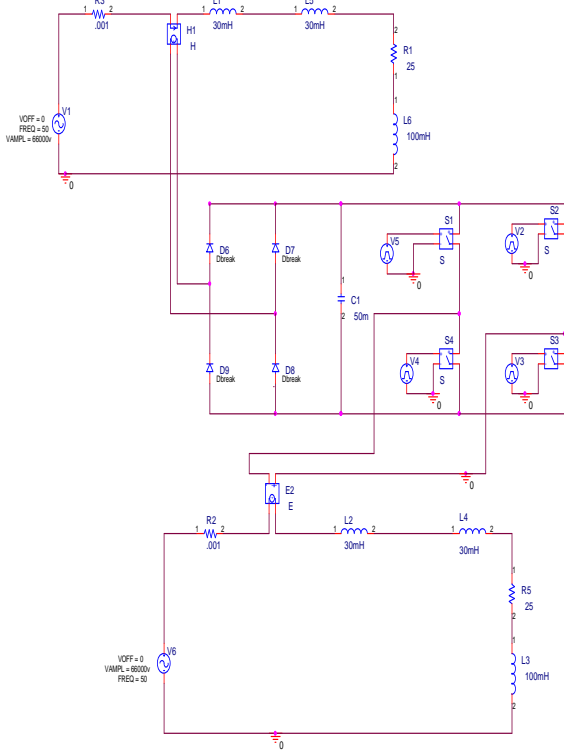 R3
1 2
.001
H1
H
L1
1 2
30mH
L5
1 2
30mH
2
R1
25
1
1
L6
100mH
2
V1
VOFF = 0
FREQ = 50
VAMPL = 66000v
0
D6
Dbreak
D7
Dbreak
D9
Dbreak
D8
Dbreak
1
C1
2 50m
V5
S1
S
0
V2
S2
S
0
V4
S4
S
0
V3
S3
S
0
0
E2
E
R2
1 2
.001
L2
1 2
30mH
L4
1 2
30mH
1
R5
25
2
1
L3
100mH
2
V6
VOFF = 0
VAMPL = 66000v
FREQ = 50
0